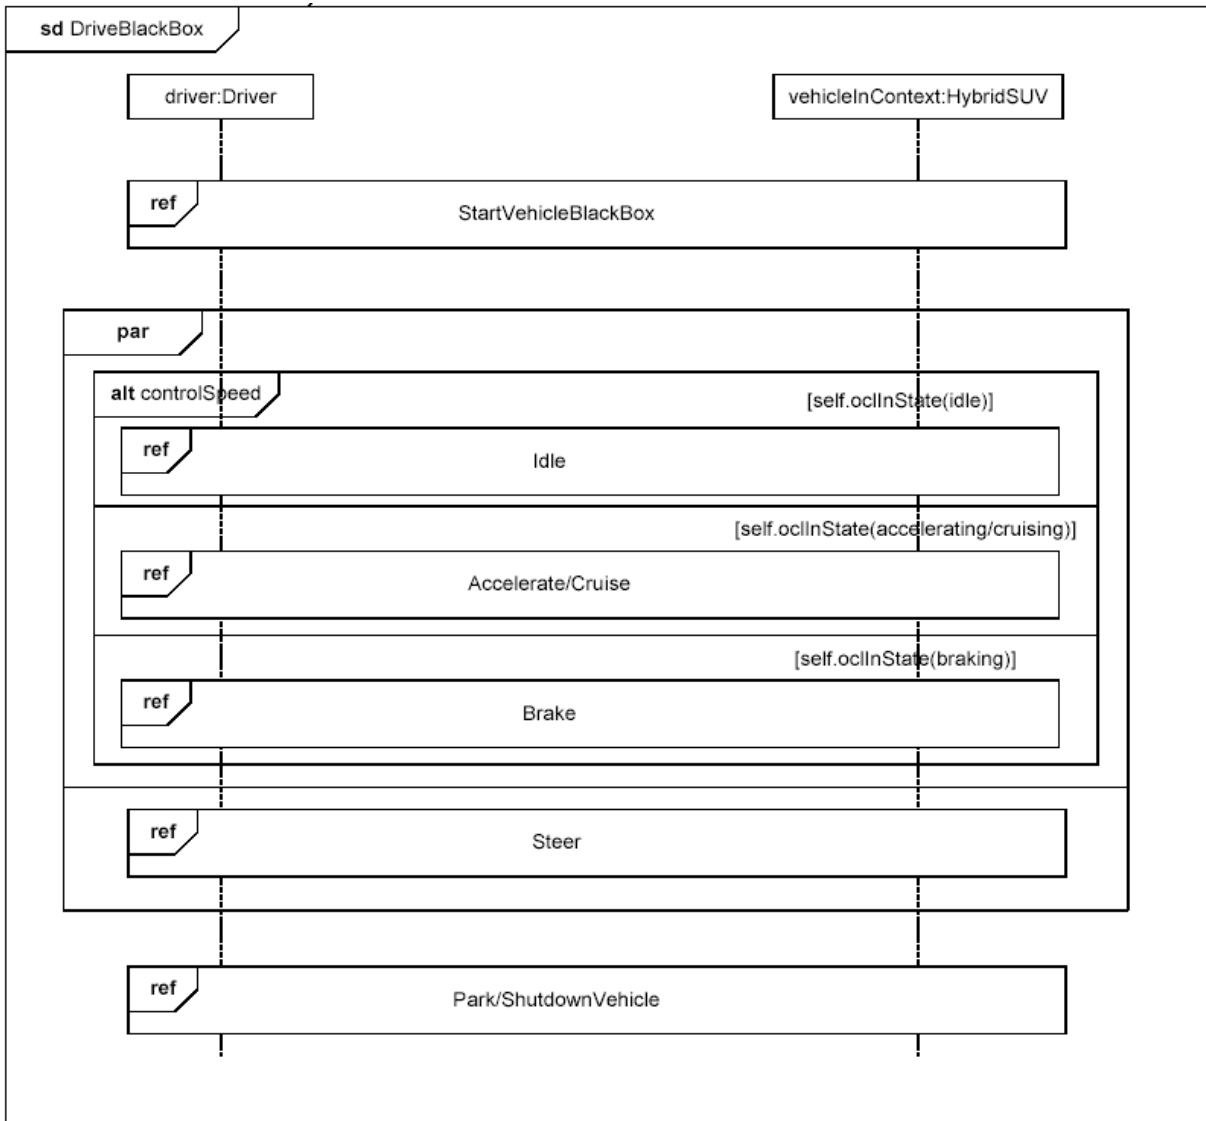 sd DriveBlackBox
driver:Driver
vehicleInContext:HybridSUV
ref
StartVehicleBlackBox
par
alt controlSpeed
[self.oclInState(idle)]
ref
Idle
[self.oclInState(accelerating/cruising)]
ref
Accelerate/Cruise
[self.oclInState(braking)]
ref
Brake
ref
Steer
ref
Park/ShutdownVehicle